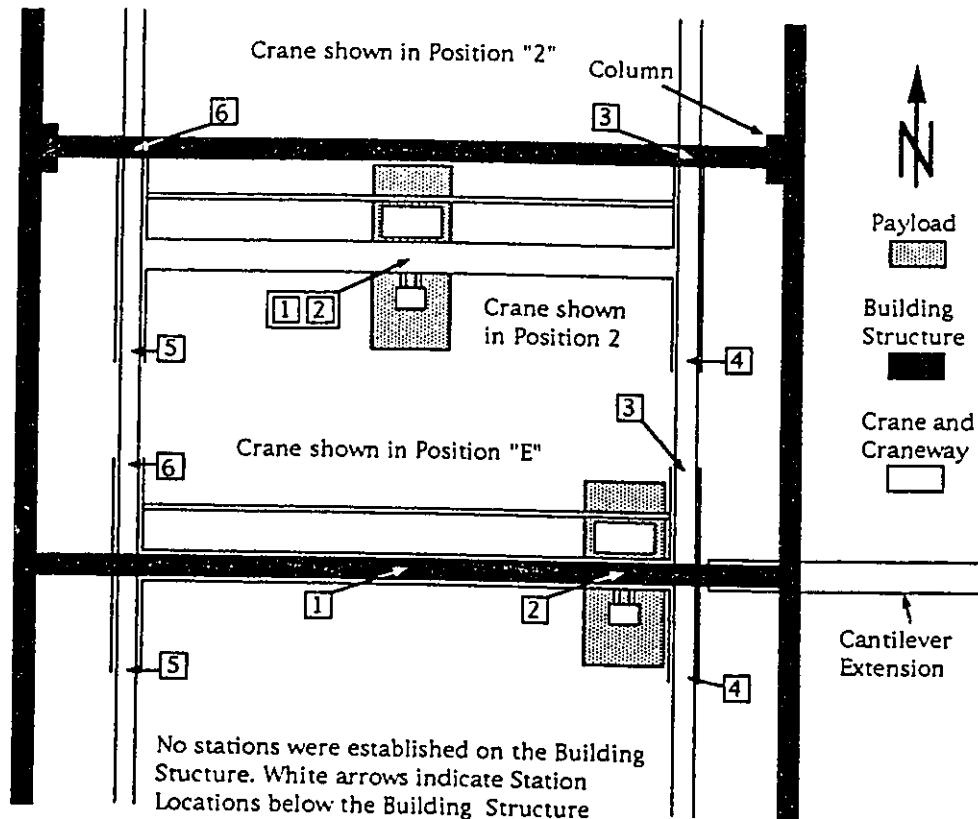 Crane shown in Position "2"
Column
6
3
N
Payload
1 2
Crane shown
in Position 2
Building
Structure
5
4
3
Crane shown in Position "E"
Crane and
Craneway
6
1
2
Cantilever
Extension
5
4
No stations were established on the Building
Stucture. White arrows indicate Station
Locations below the Building Structure